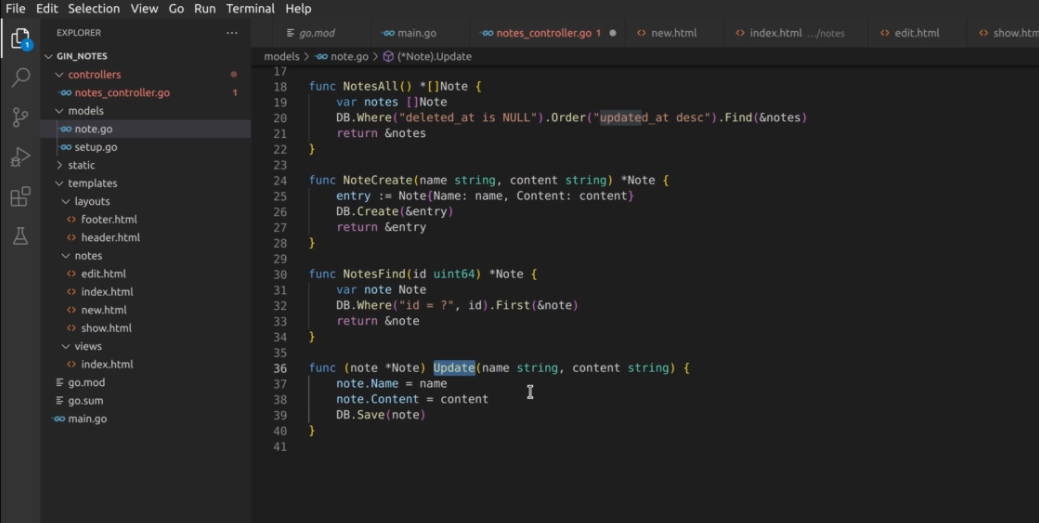 File Edit Selection View Go Run Terminal Help
EXPLORER ...
go.mod main.go notes_controller.go 1 new.html index.html .../notes edit.html show.htm
GIN_NOTES
models > note.go > (*Note).Update
controllers
notes_controller.go 1
models
note.go
setup.go
static
templates
layouts
footer.html
header.html
notes
edit.html
index.html
new.html
show.html
views
index.html
go.mod
go.sum
main.go
1
17
18 func NotesAll() *[]Note {
19 var notes []Note
20 DB.Where("deleted_at is NULL").Order("updated_at desc").Find(&notes)
21 return &notes
22 }
23
24 func NoteCreate(name string, content string) *Note {
25 entry := Note{Name: name, Content: content}
26 DB.Create(&entry)
27 return &entry
28 }
29
30 func NotesFind(id uint64) *Note {
31 var note Note
32 DB.Where("id = ?", id).First(&note)
33 return &note
34 }
35
36 func (note *Note) Update(name string, content string) {
37 note.Name = name
38 note.Content = content
39 DB.Save(note)
40 }
41